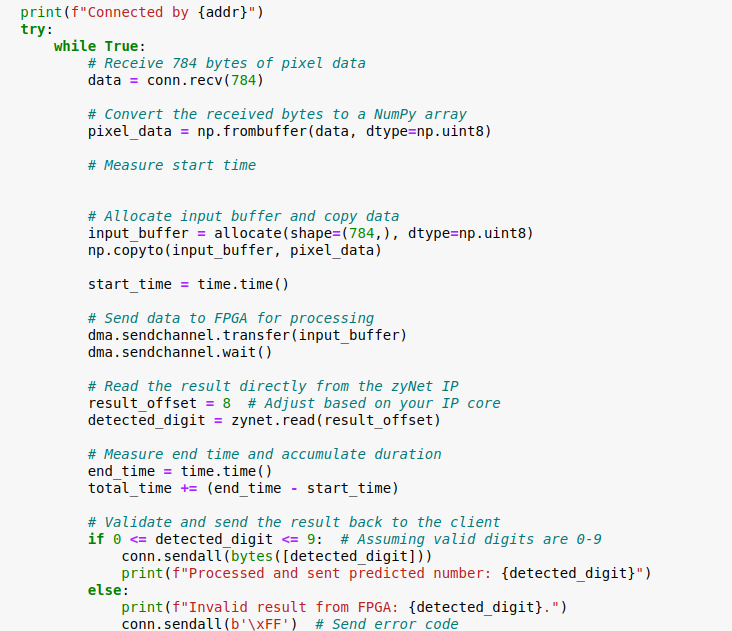 print(f"Connected by {addr}")
try:
    while True:
        # Receive 784 bytes of pixel data
        data = conn.recv(784)

        # Convert the received bytes to a NumPy array
        pixel_data = np.frombuffer(data, dtype=np.uint8)

        # Measure start time


        # Allocate input buffer and copy data
        input_buffer = allocate(shape=(784,), dtype=np.uint8)
        np.copyto(input_buffer, pixel_data)

        start_time = time.time()

        # Send data to FPGA for processing
        dma.sendchannel.transfer(input_buffer)
        dma.sendchannel.wait()

        # Read the result directly from the zyNet IP
        result_offset = 8  # Adjust based on your IP core
        detected_digit = zynet.read(result_offset)

        # Measure end time and accumulate duration
        end_time = time.time()
        total_time += (end_time - start_time)

        # Validate and send the result back to the client
        if 0 <= detected_digit <= 9:  # Assuming valid digits are 0-9
            conn.sendall(bytes([detected_digit]))
            print(f"Processed and sent predicted number: {detected_digit}")
        else:
            print(f"Invalid result from FPGA: {detected_digit}.")
            conn.sendall(b'\xFF')  # Send error code